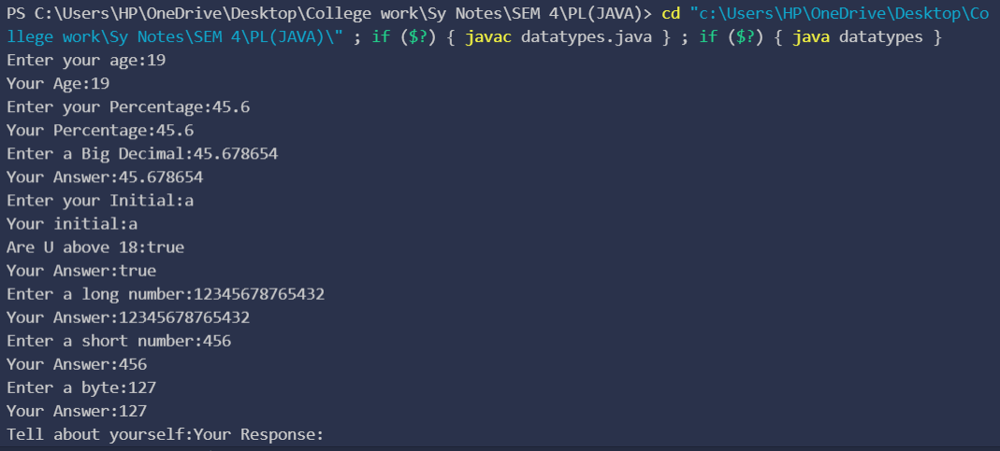 PS C:\Users\HP\OneDrive\Desktop\College work\Sy Notes\SEM 4\PL(JAVA)> cd "c:\Users\HP\OneDrive\Desktop\Co
llege work\Sy Notes\SEM 4\PL(JAVA)\" ; if ($?) { javac datatypes.java } ; if ($?) { java datatypes }
Enter your age:19
Your Age:19
Enter your Percentage:45.6
Your Percentage:45.6
Enter a Big Decimal:45.678654
Your Answer:45.678654
Enter your Initial:a
Your initial:a
Are U above 18:true
Your Answer:true
Enter a long number:12345678765432
Your Answer:12345678765432
Enter a short number:456
Your Answer:456
Enter a byte:127
Your Answer:127
Tell about yourself:Your Response: